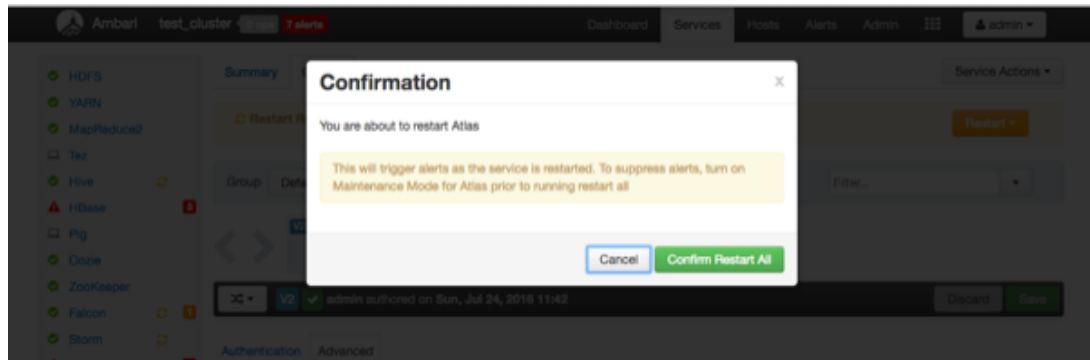 Ambari test_cluster 7 alerts Dashboard Services Hosts Alerts Admin admin
HDFS
YARN
MapReduce2
Tez
Hive
HBase 3
Pig
Oozie
ZooKeeper
Falcon 1
Storm
Summary
Service Actions
Restart
Restart
Group
Filter...
Confirmation X
You are about to restart Atlas
This will trigger alerts as the service is restarted. To suppress alerts, turn on
Maintenance Mode for Atlas prior to running restart all
Cancel Confirm Restart All
V2 admin authored on Sun, Jul 24, 2016 11:42 Discard Save
Authentication Advanced